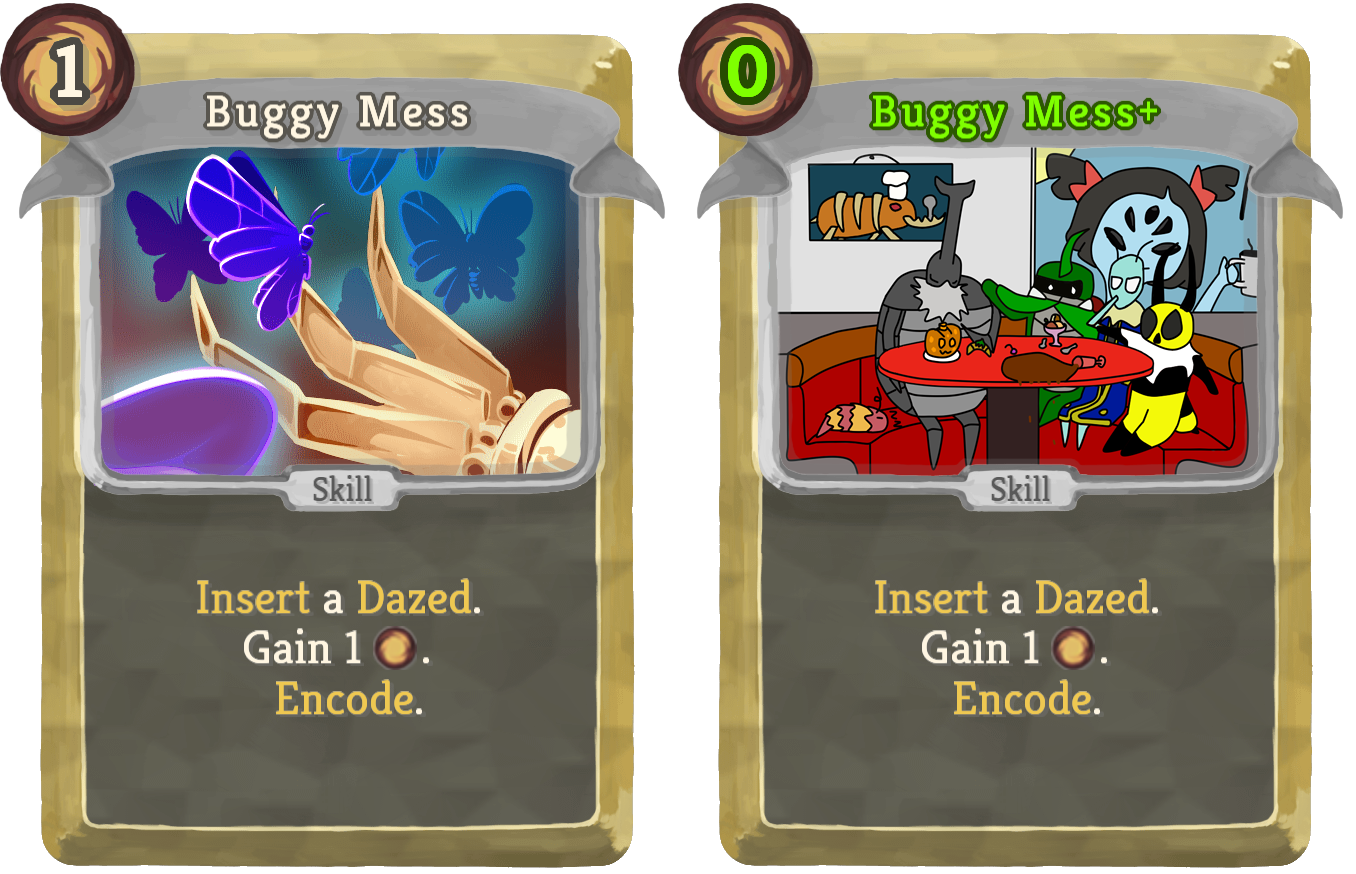 1
Buggy Mess
Skill
Insert a Dazed.
Gain 1 .
Encode.
0
Buggy Mess+
Skill
Insert a Dazed.
Gain 1 .
Encode.